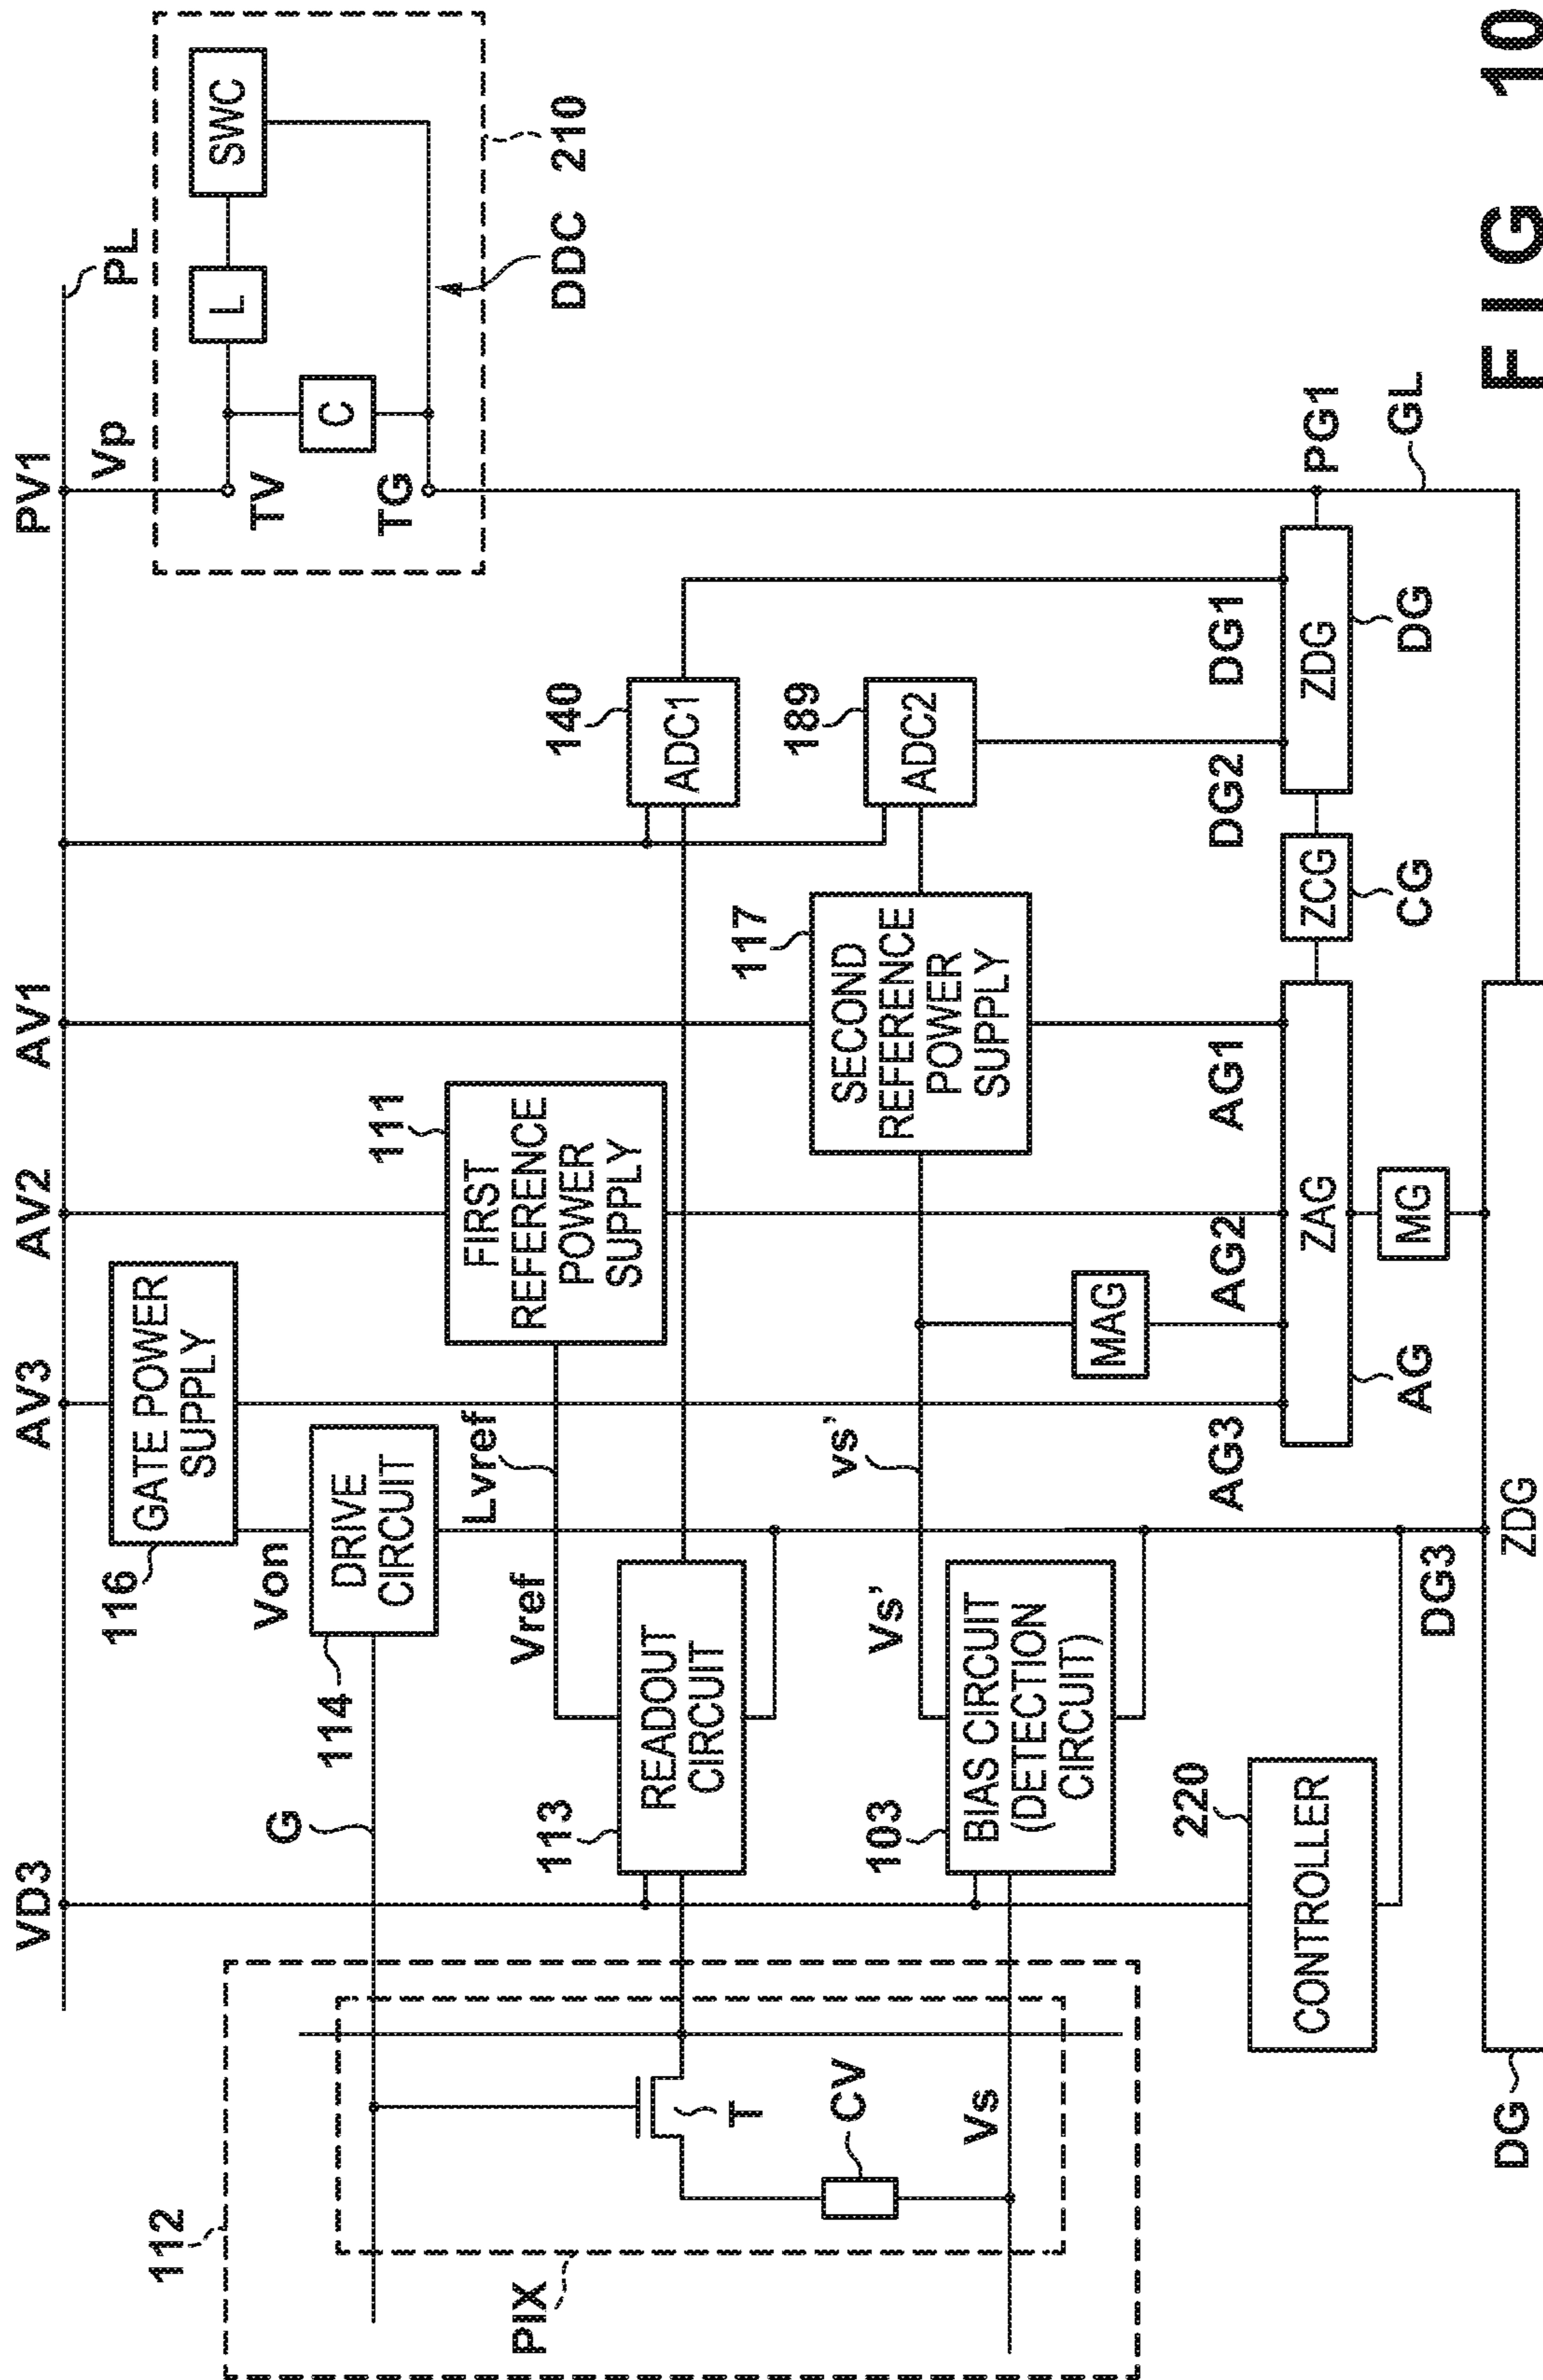 FIG 10
PV1
AV1
AV2
AV3
VD3
PL
Vp
SWC
L
C
TV
TG
DDC
210
GATE POWER
SUPPLY
116
Von
DRIVE
CIRCUIT
114
G
FIRST
REFERENCE
POWER
SUPPLY
111
Lvref
Vref
READOUT
CIRCUIT
113
140
ADC1
189
ADC2
117
SECOND
REFERENCE
POWER
SUPPLY
vs'
Vs'
BIAS CIRCUIT
(DETECTION
CIRCUIT)
103
220
CONTROLLER
112
PIX
T
CV
Vs
MAG
DG1
DG2
AG1
AG2
AG3
DG3
ZDG
DG
ZCG
CG
ZAG
AG
MG
PG1
GL
ZDG
DG